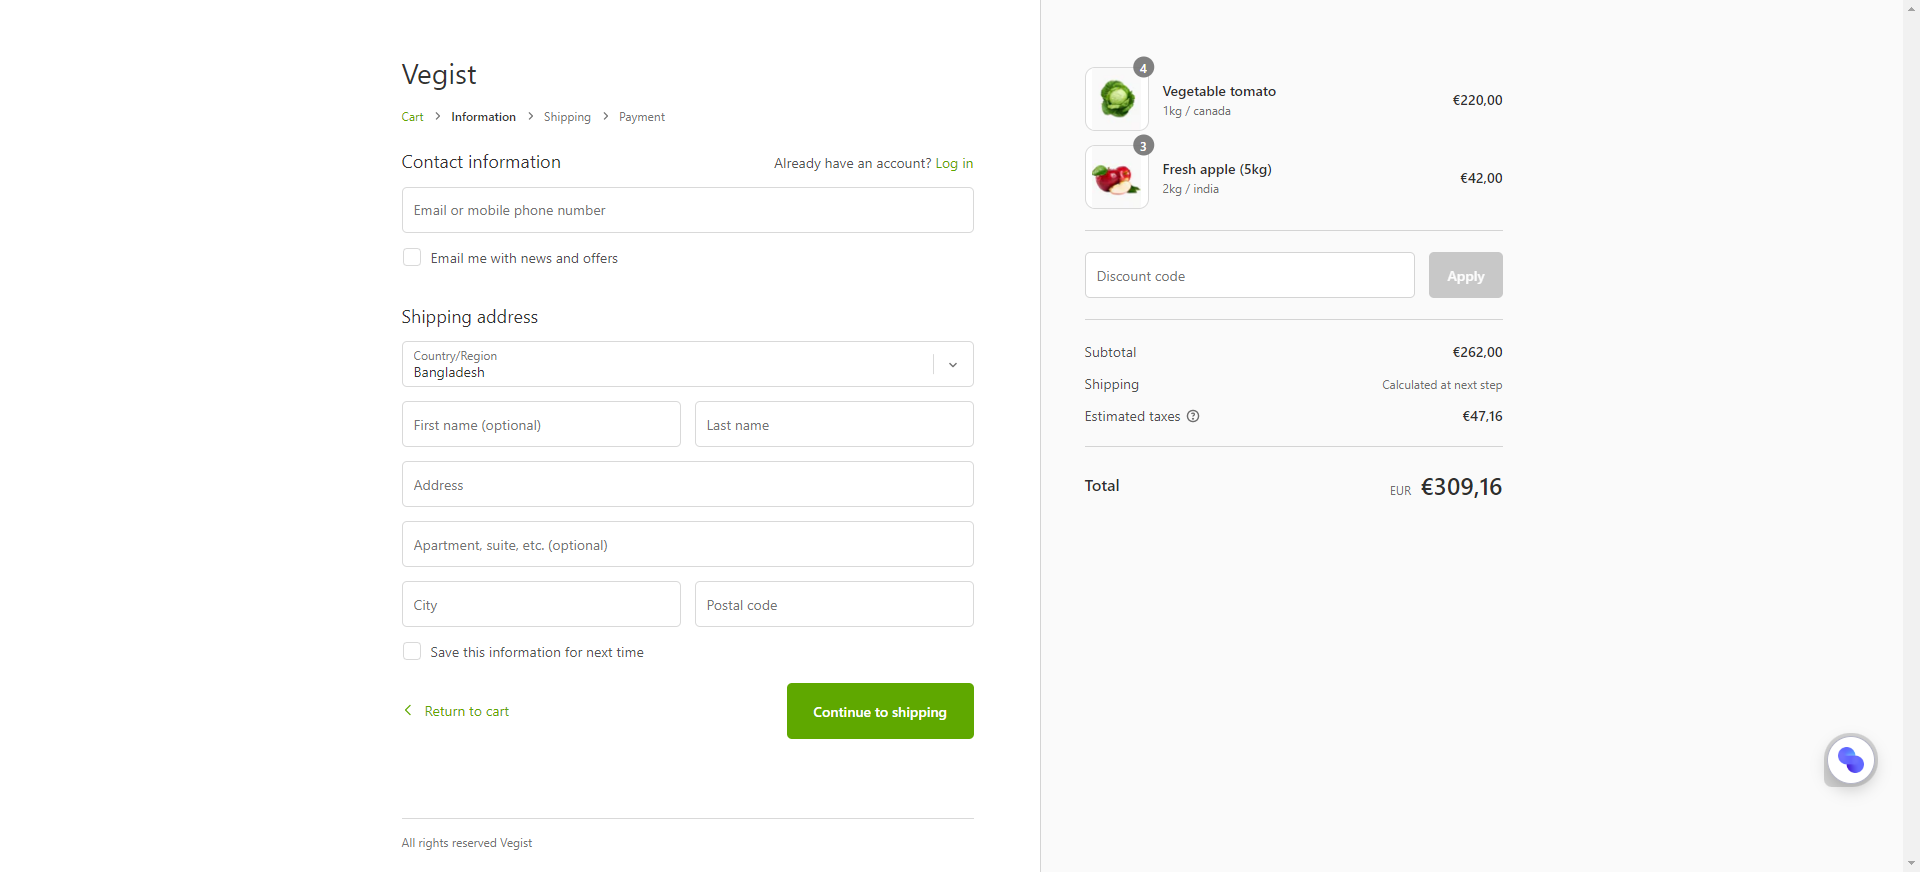 Vegist
Cart > Information > Shipping > Payment
Contact information
Already have an account? Log in
Email or mobile phone number
Email me with news and offers
Shipping address
Country/Region
Bangladesh
First name (optional)
Last name
Address
Apartment, suite, etc. (optional)
City
Postal code
Save this information for next time
Return to cart
Continue to shipping
All rights reserved Vegist
4
Vegetable tomato
1kg / canada
€220,00
3
Fresh apple (5kg)
2kg / india
€42,00
Discount code
Apply
Subtotal
€262,00
Shipping
Calculated at next step
Estimated taxes ?
€47,16
Total
EUR €309,16